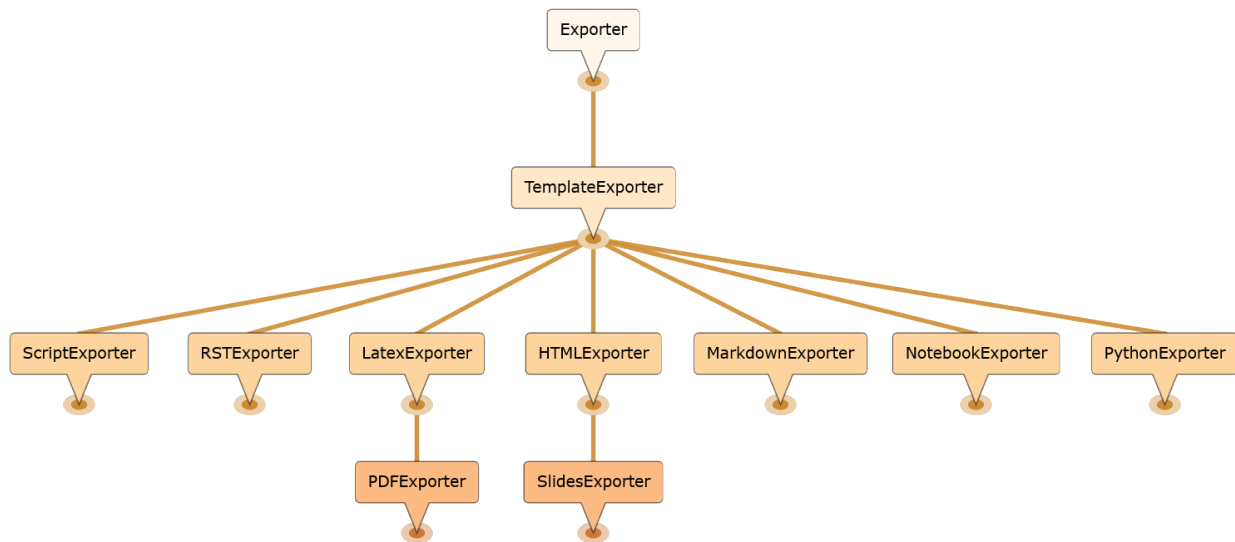 Exporter
TemplateExporter
ScriptExporter
RSTExporter
LatexExporter
HTMLExporter
MarkdownExporter
NotebookExporter
PythonExporter
PDFExporter
SlidesExporter